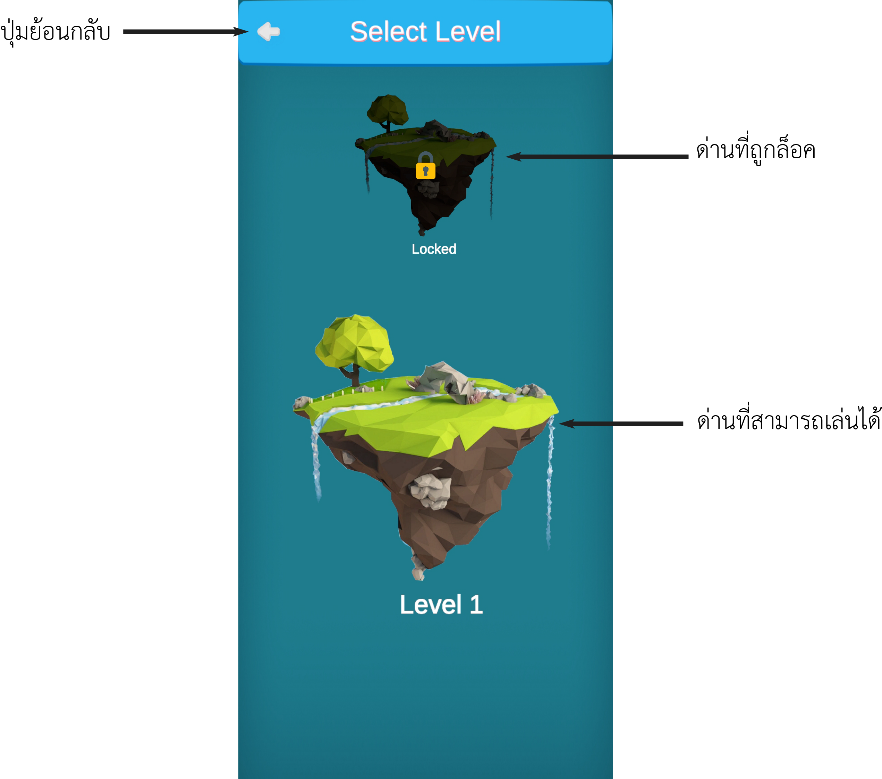 ปุ่มย้อนกลับ
Select Level
ด่านที่ถูกล็อค
Locked
ด่านที่สามารถเล่นได้
Level 1